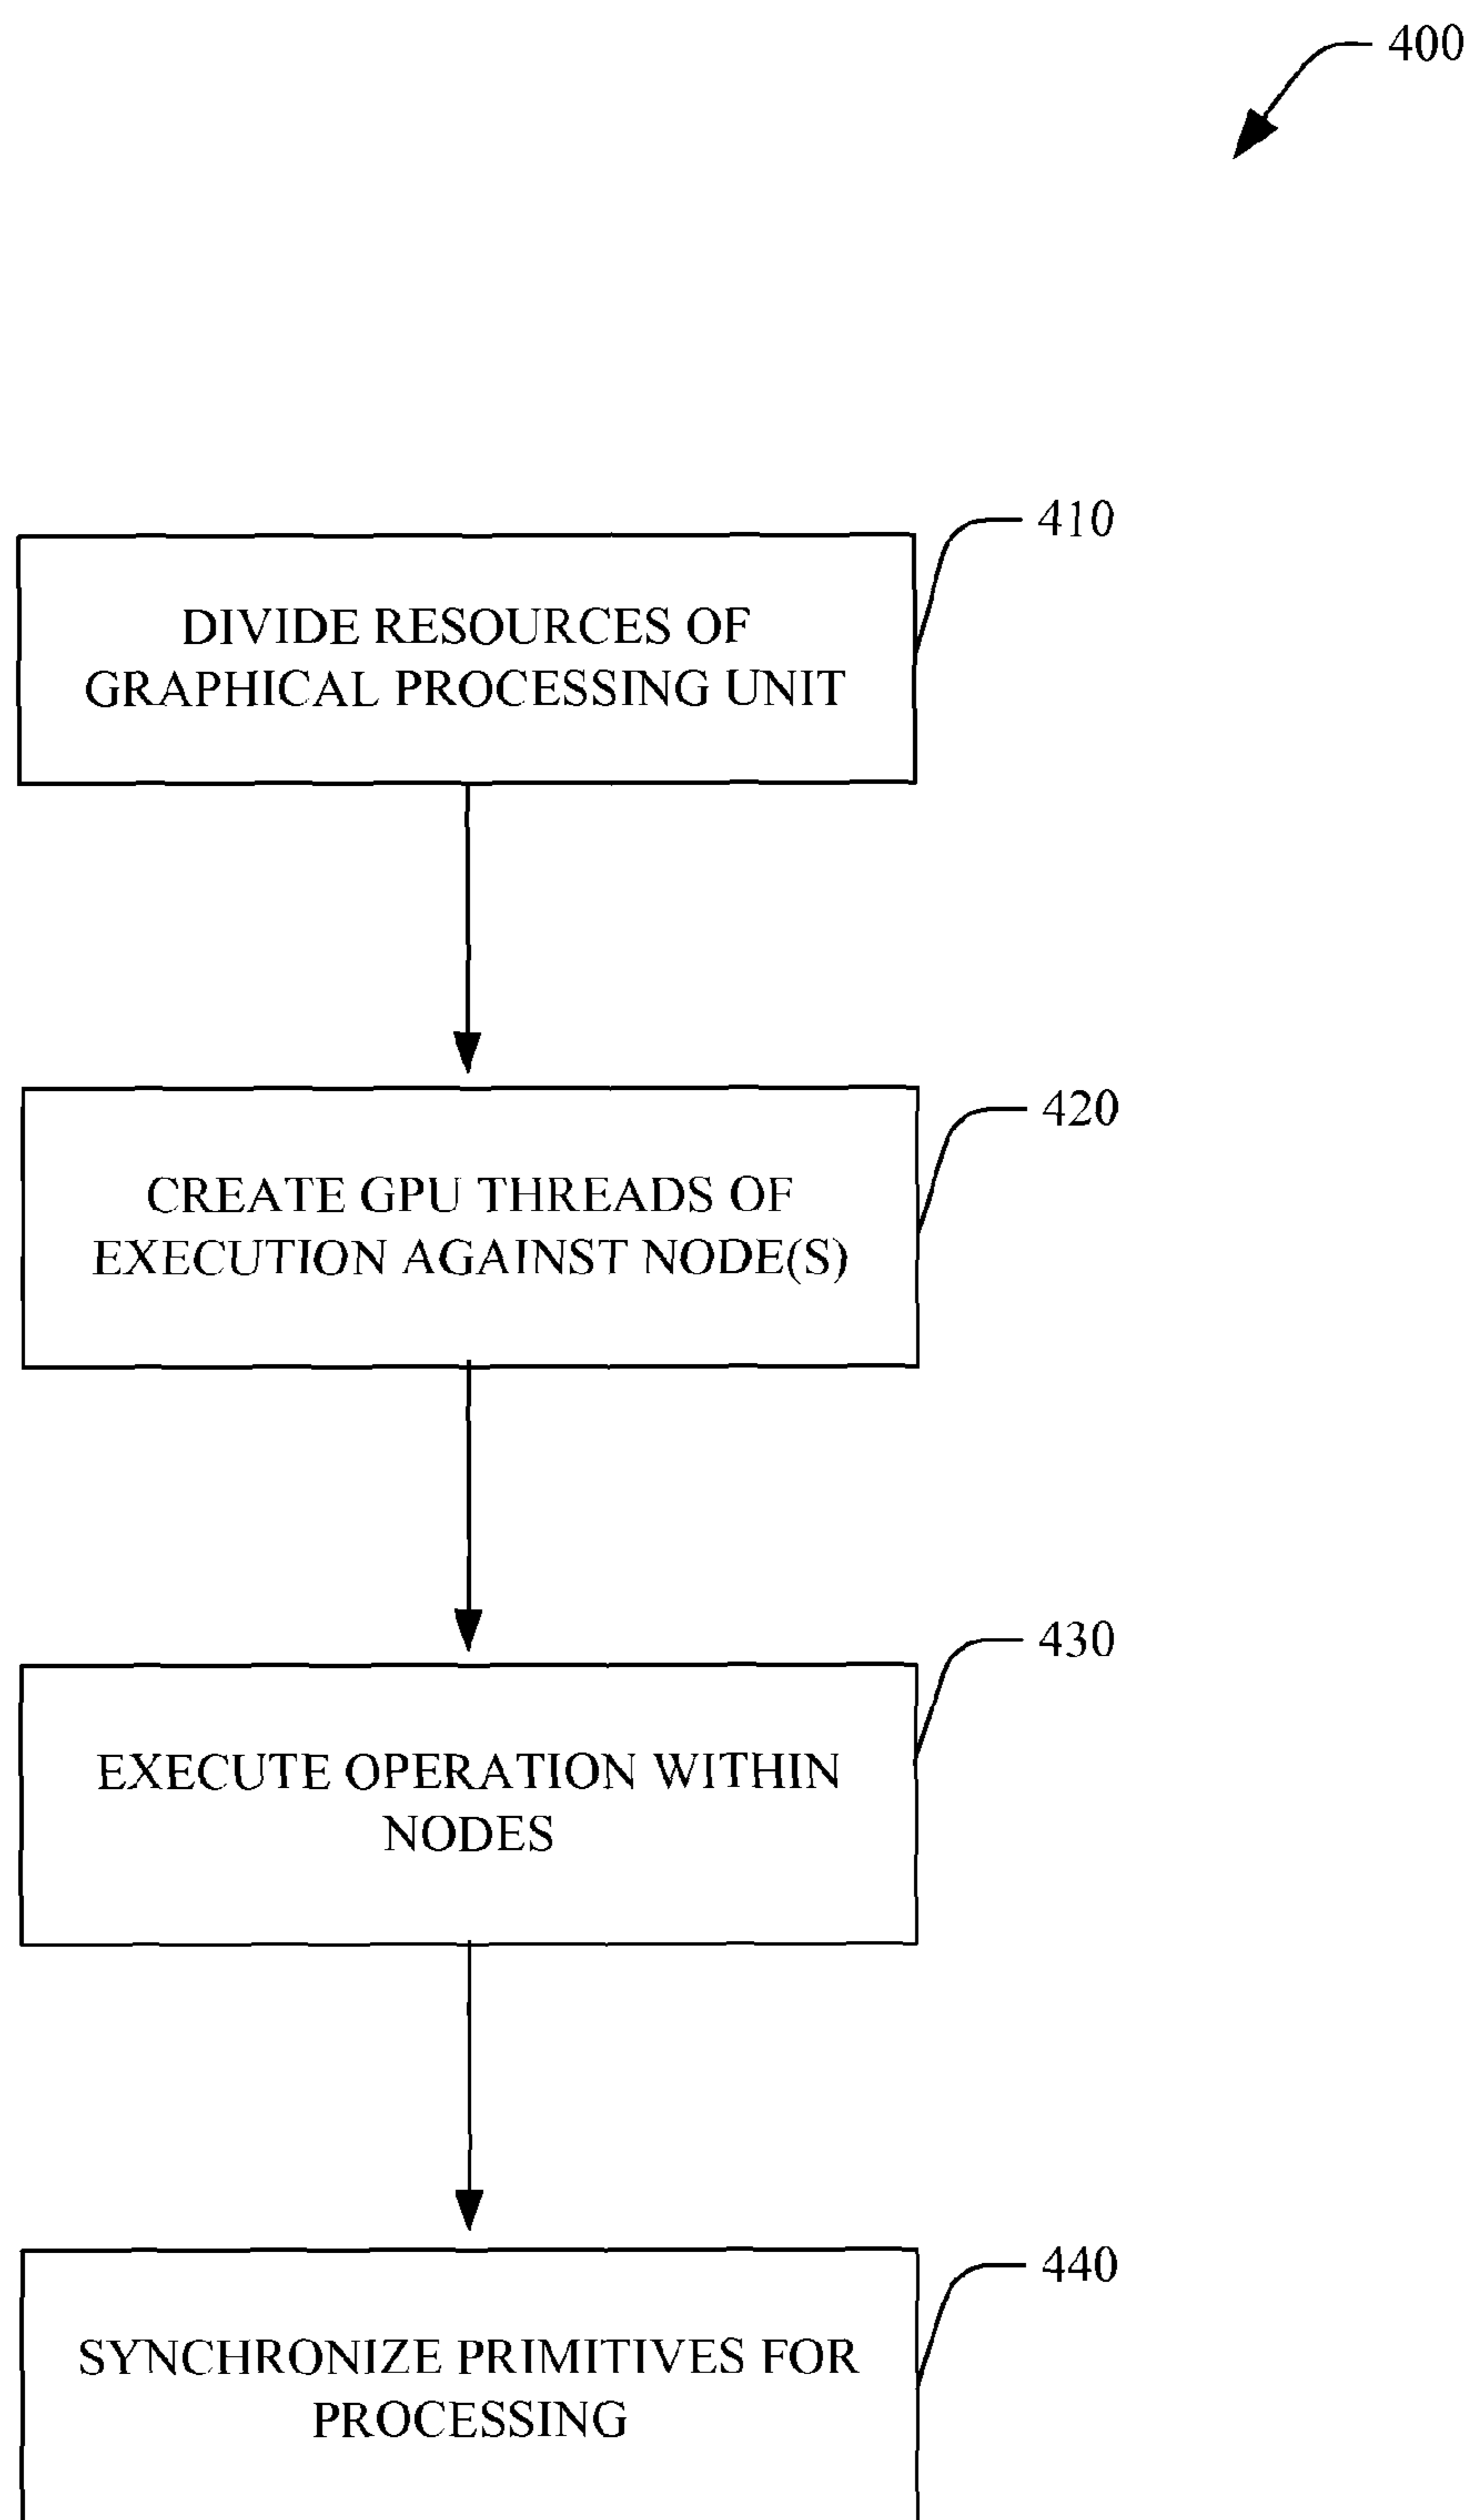 400
410
DIVIDE RESOURCES OF
GRAPHICAL PROCESSING UNIT
420
CREATE GPU THREADS OF
EXECUTION AGAINST NODE(S)
430
EXECUTE OPERATION WITHIN
NODES
440
SYNCHRONIZE PRIMITIVES FOR
PROCESSING